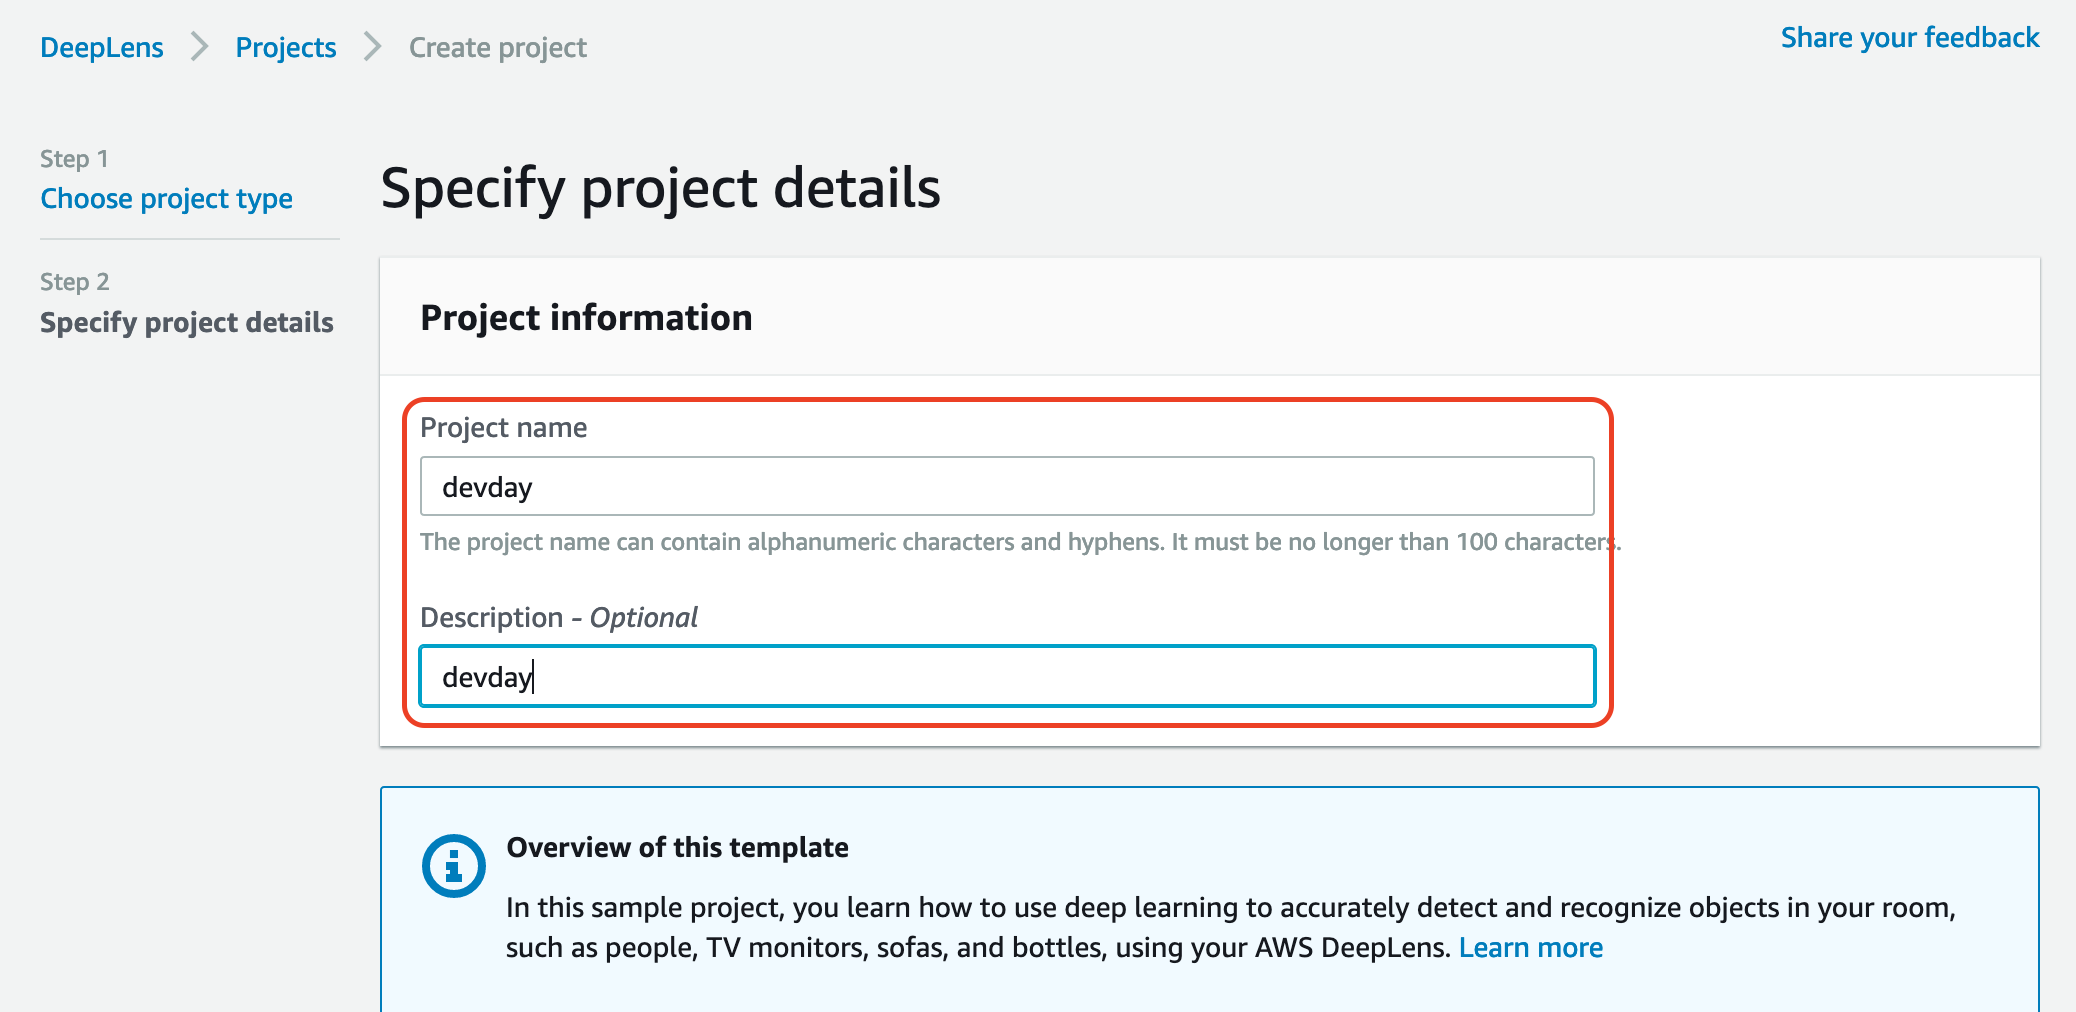 DeepLens > Projects > Create project
Share your feedback
Step 1
Choose project type
Step 2
Specify project details
Specify project details
Project information
Project name
devday
The project name can contain alphanumeric characters and hyphens. It must be no longer than 100 characters.
Description - Optional
devday
Overview of this template
In this sample project, you learn how to use deep learning to accurately detect and recognize objects in your room,
such as people, TV monitors, sofas, and bottles, using your AWS DeepLens. Learn more